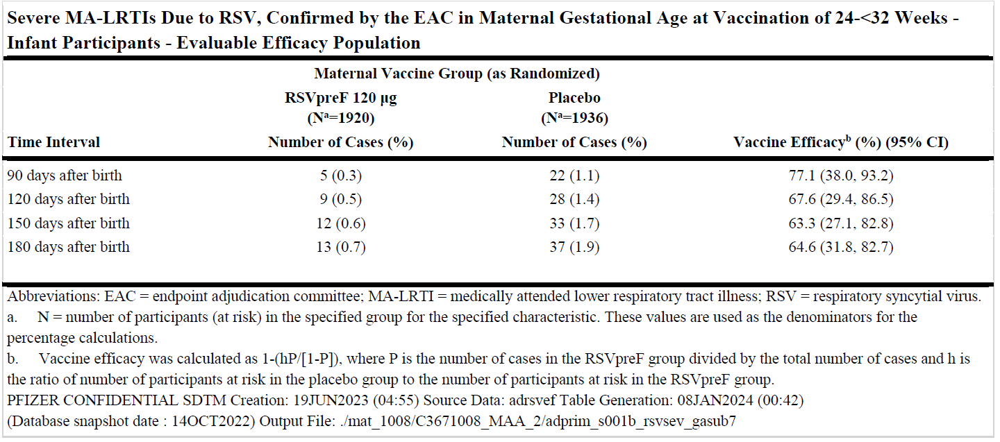 Severe MA-LRTIs Due to RSV, Confirmed by the EAC in Maternal Gestational Age at Vaccination of 24-<32 Weeks -
Infant Participants - Evaluable Efficacy Population
Maternal Vaccine Group (as Randomized)
RSVpreF 120 μg Placebo
(Nᵃ=1920) (Nᵃ=1936)
Time Interval Number of Cases (%) Number of Cases (%) Vaccine Efficacyᵇ (%) (95% CI)
90 days after birth 5 (0.3) 22 (1.1) 77.1 (38.0, 93.2)
120 days after birth 9 (0.5) 28 (1.4) 67.6 (29.4, 86.5)
150 days after birth 12 (0.6) 33 (1.7) 63.3 (27.1, 82.8)
180 days after birth 13 (0.7) 37 (1.9) 64.6 (31.8, 82.7)
Abbreviations: EAC = endpoint adjudication committee; MA-LRTI = medically attended lower respiratory tract illness; RSV = respiratory syncytial virus.
a. N = number of participants (at risk) in the specified group for the specified characteristic. These values are used as the denominators for the
percentage calculations.
b. Vaccine efficacy was calculated as 1-(hP/[1-P]), where P is the number of cases in the RSVpreF group divided by the total number of cases and h is
the ratio of number of participants at risk in the placebo group to the number of participants at risk in the RSVpreF group.
PFIZER CONFIDENTIAL SDTM Creation: 19JUN2023 (04:55) Source Data: adrsvef Table Generation: 08JAN2024 (00:42)
(Database snapshot date : 14OCT2022) Output File: ./mat_1008/C3671008_MAA_2/adprim_s001b_rsvsev_gasub7